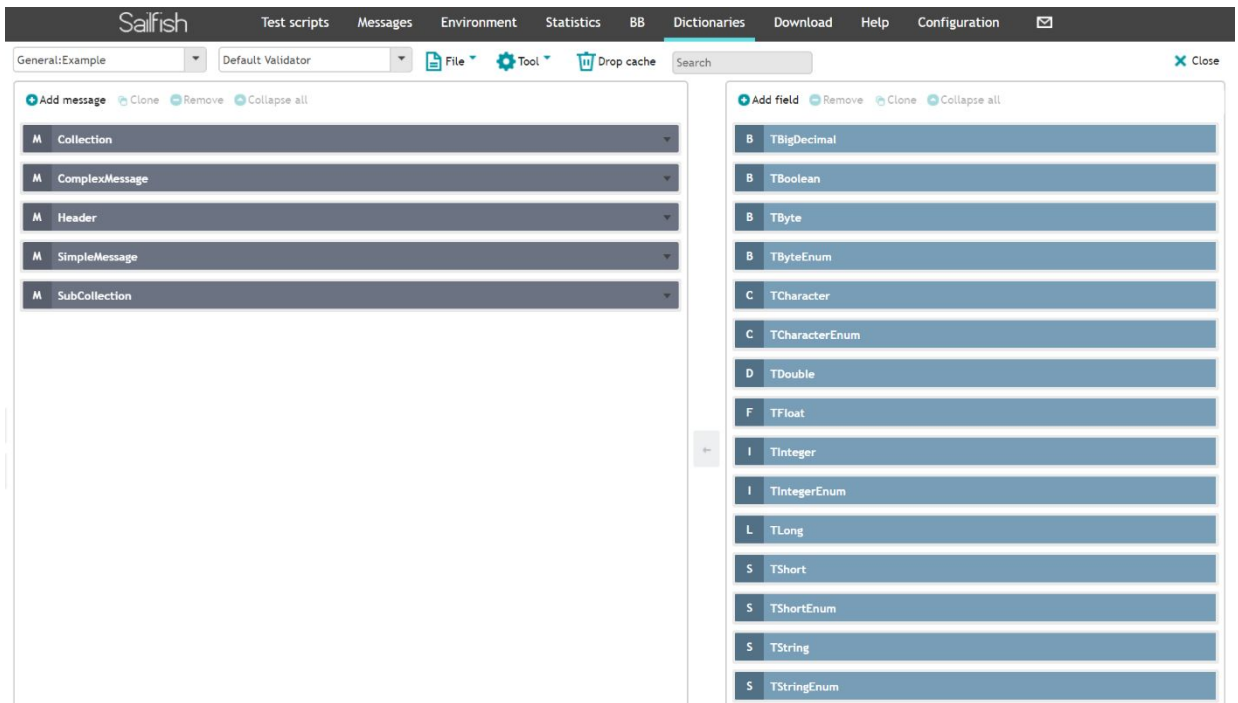 Sailfish Test scripts Messages Environment Statistics BB Dictionaries Download Help Configuration
General:Example Default Validator File Tool Drop cache Search Close
Add message Clone Remove Collapse all
M Collection
M ComplexMessage
M Header
M SimpleMessage
M SubCollection
Add field Remove Clone Collapse all
B TBigDecimal
B TBoolean
B TByte
B TByteEnum
C TCharacter
C TCharacterEnum
D TDouble
F TFloat
I TInteger
I TIntegerEnum
L TLong
S TShort
S TShortEnum
S TString
S TStringEnum